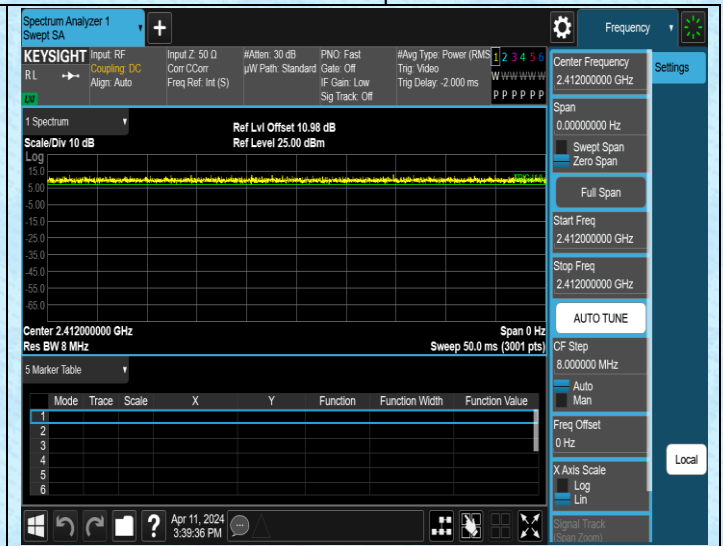 Spectrum Analyzer 1
Swept SA
Frequency
KEYSIGHT
RL
Input: RF
Coupling: DC
Align: Auto
Input Z: 50 Ω
Corr CCorr
Freq Ref: Int (S)
#Atten: 30 dB
µW Path: Standard
PNO: Fast
Gate: Off
IF Gain: Low
Sig Track: Off
#Avg Type: Power (RMS
Trig: Video
Trig Delay: -2.000 ms
1 2 3 4 5 6
W W W W W W
P P P P P P
Center Frequency
2.412000000 GHz
Settings
Span
0.00000000 Hz
Swept Span
Zero Span
Full Span
Start Freq
2.412000000 GHz
Stop Freq
2.412000000 GHz
AUTO TUNE
CF Step
8.000000 MHz
Auto
Man
Freq Offset
0 Hz
X Axis Scale
Log
Lin
Signal Track
(Span Zoom)
Local
1 Spectrum
Scale/Div 10 dB
Ref Lvl Offset 10.98 dB
Ref Level 25.00 dBm
Log
15.0
5.00
-5.00
-15.0
-25.0
-35.0
-45.0
-55.0
-65.0
Center 2.412000000 GHz
Span 0 Hz
Res BW 8 MHz
Sweep 50.0 ms (3001 pts)
5 Marker Table
Mode Trace Scale X Y Function Function Width Function Value
1
2
3
4
5
6
Apr 11, 2024
3:39:36 PM